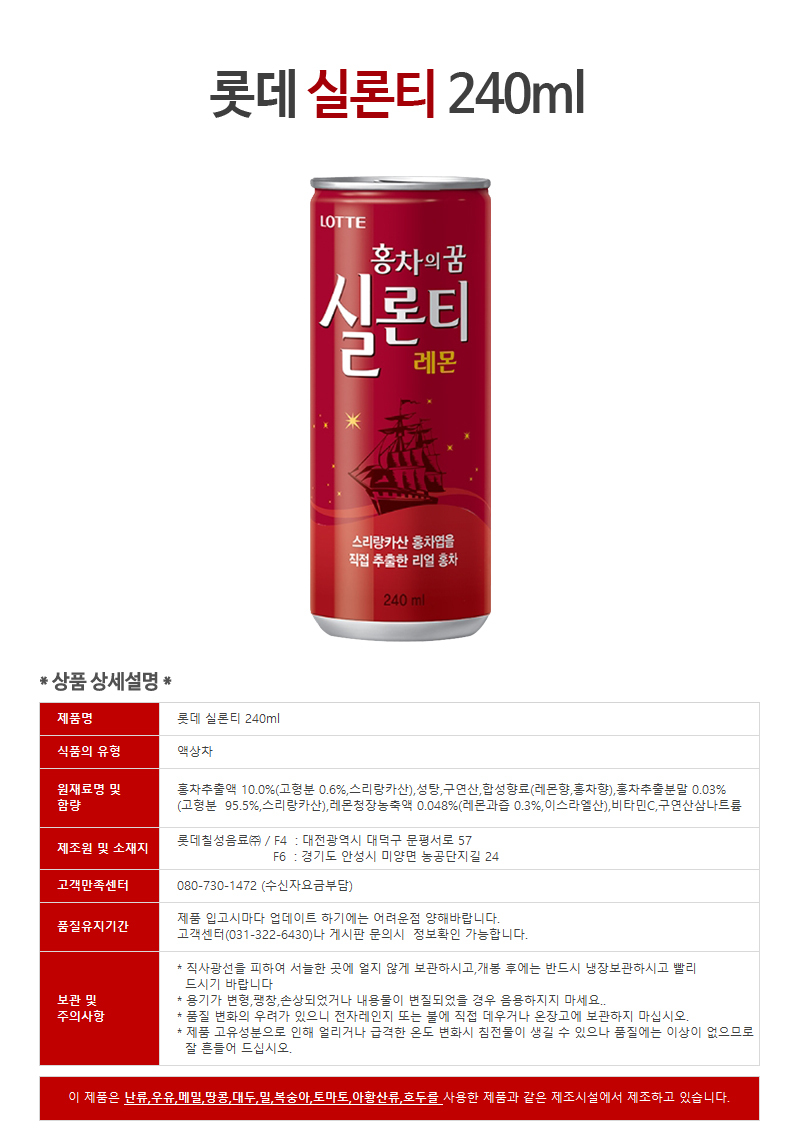 롯데 실론티 240ml
LOTTE
홍차의 꿈
실론티
레몬
스리랑카산 홍차엽을
직접 추출한 리얼 홍차
240 ml
* 상품 상세설명 *
제품명
롯데 실론티 240ml
식품의 유형
액상차
원재료명 및
함량
홍차추출액 10.0%(고형분 0.6%,스리랑카산),성탕,구연산,합성향료(레몬향,홍차향),홍차추출분말 0.03%
(고형분 95.5%,스리랑카산),레몬청장농축액 0.048%(레몬과즙 0.3%,이스라엘산),비타민C,구연산삼나트륨
제조원 및 소재지
롯데칠성음료㈜ / F4 : 대전광역시 대덕구 문평서로 57
F6 : 경기도 안성시 미양면 농공단지길 24
고객만족센터
080-730-1472 (수신자요금부담)
품질유지기간
제품 입고시마다 업데이트 하기에는 어려운점 양해바랍니다.
고객센터(031-322-6430)나 게시판 문의시 정보확인 가능합니다.
보관 및
주의사항
* 직사광선을 피하여 서늘한 곳에 얼지 않게 보관하시고,개봉 후에는 반드시 냉장보관하시고 빨리
드시기 바랍니다
* 용기가 변형,팽창,손상되었거나 내용물이 변질되었을 경우 음용하지지 마세요..
* 품질 변화의 우려가 있으니 전자레인지 또는 불에 직접 데우거나 온장고에 보관하지 마십시오.
* 제품 고유성분으로 인해 얼리거나 급격한 온도 변화시 침전물이 생길 수 있으나 품질에는 이상이 없으므로
잘 흔들어 드십시오.
이 제품은 난류,우유,메밀,땅콩,대두,밀,복숭아,토마토,아황산류,호두를 사용한 제품과 같은 제조시설에서 제조하고 있습니다.